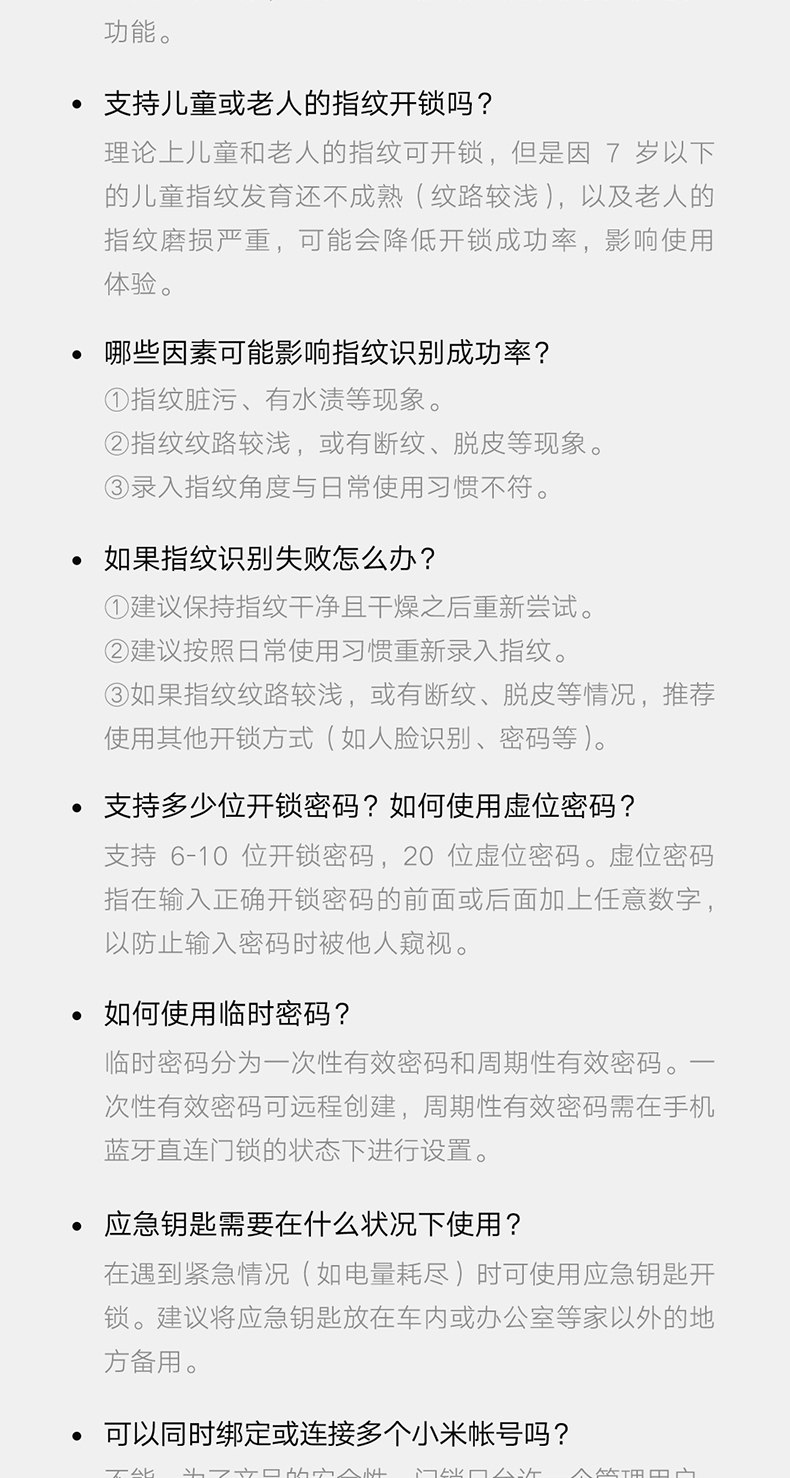 功能。
支持儿童或老人的指纹开锁吗？
理论上儿童和老人的指纹可开锁，但是因 7 岁以下
的儿童指纹发育还不成熟（纹路较浅），以及老人的
指纹磨损严重，可能会降低开锁成功率，影响使用
体验。
哪些因素可能影响指纹识别成功率？
①指纹脏污、有水渍等现象。
②指纹纹路较浅，或有断纹、脱皮等现象。
③录入指纹角度与日常使用习惯不符。
如果指纹识别失败怎么办？
①建议保持指纹干净且干燥之后重新尝试。
②建议按照日常使用习惯重新录入指纹。
③如果指纹纹路较浅，或有断纹、脱皮等情况，推荐
使用其他开锁方式（如人脸识别、密码等）。
支持多少位开锁密码？如何使用虚位密码？
支持 6-10 位开锁密码，20 位虚位密码。虚位密码
指在输入正确开锁密码的前面或后面加上任意数字，
以防止输入密码时被他人窥视。
如何使用临时密码？
临时密码分为一次性有效密码和周期性有效密码。一
次性有效密码可远程创建，周期性有效密码需在手机
蓝牙直连门锁的状态下进行设置。
应急钥匙需要在什么状况下使用？
在遇到紧急情况（如电量耗尽）时可使用应急钥匙开
锁。建议将应急钥匙放在车内或办公室等家以外的地
方备用。
可以同时绑定或连接多个小米帐号吗？